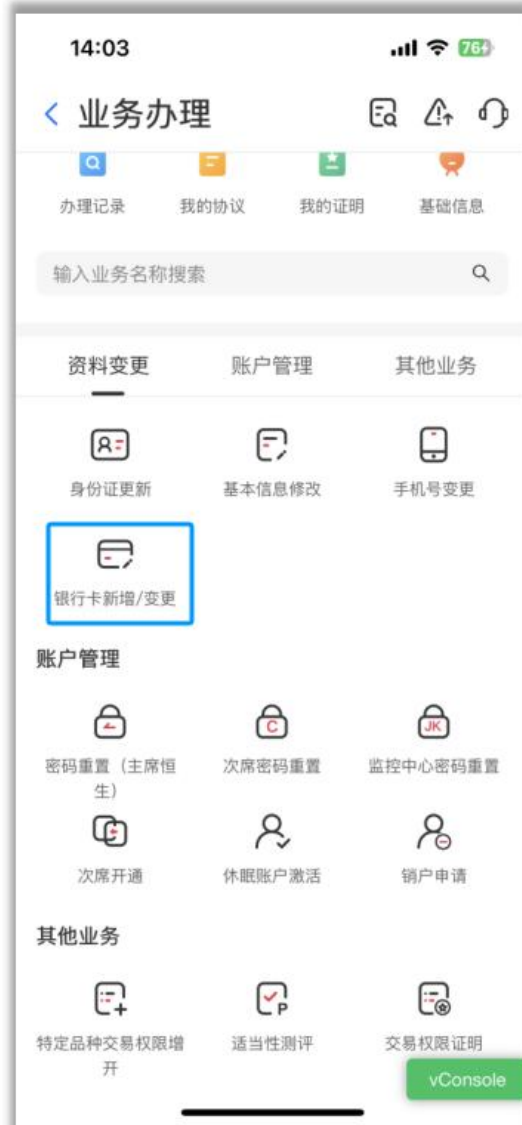 14:03
76
业务办理
办理记录 我的协议 我的证明 基础信息
输入业务名称搜索
资料变更 账户管理 其他业务
身份证更新 基本信息修改 手机号变更
银行卡新增/变更
账户管理
C JK
密码重置（主席恒 次席密码重置 监控中心密码重置
生）
次席开通 休眠账户激活 销户申请
其他业务
P
特定品种交易权限增 适当性测评 交易权限证明
开
vConsole